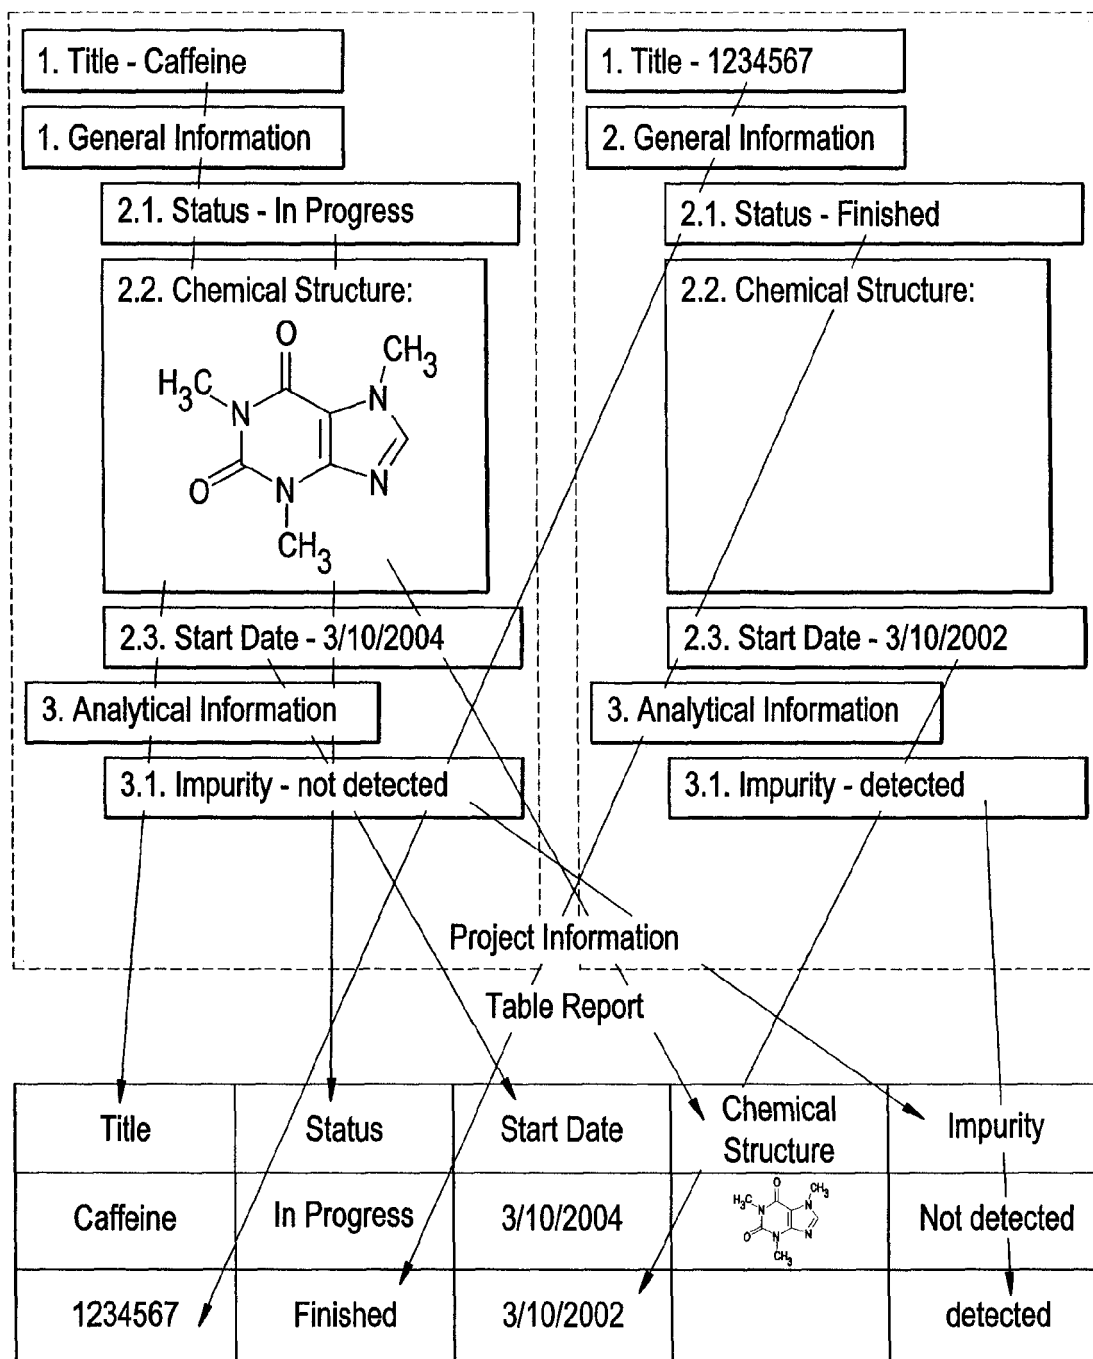 1. Title - Caffeine
1. General Information
2.1. Status - In Progress
2.2. Chemical Structure:
O
CH3
H3C
N
N
O
N
N
CH3
2.3. Start Date - 3/10/2004
3. Analytical Information
3.1. Impurity - not detected
1. Title - 1234567
2. General Information
2.1. Status - Finished
2.2. Chemical Structure:
2.3. Start Date - 3/10/2002
3. Analytical Information
3.1. Impurity - detected
Project Information
Table Report
Title Status Start Date Chemical Structure Impurity
Caffeine In Progress 3/10/2004 O CH3 H3C N N O N N CH3 Not detected
1234567 Finished 3/10/2002 detected